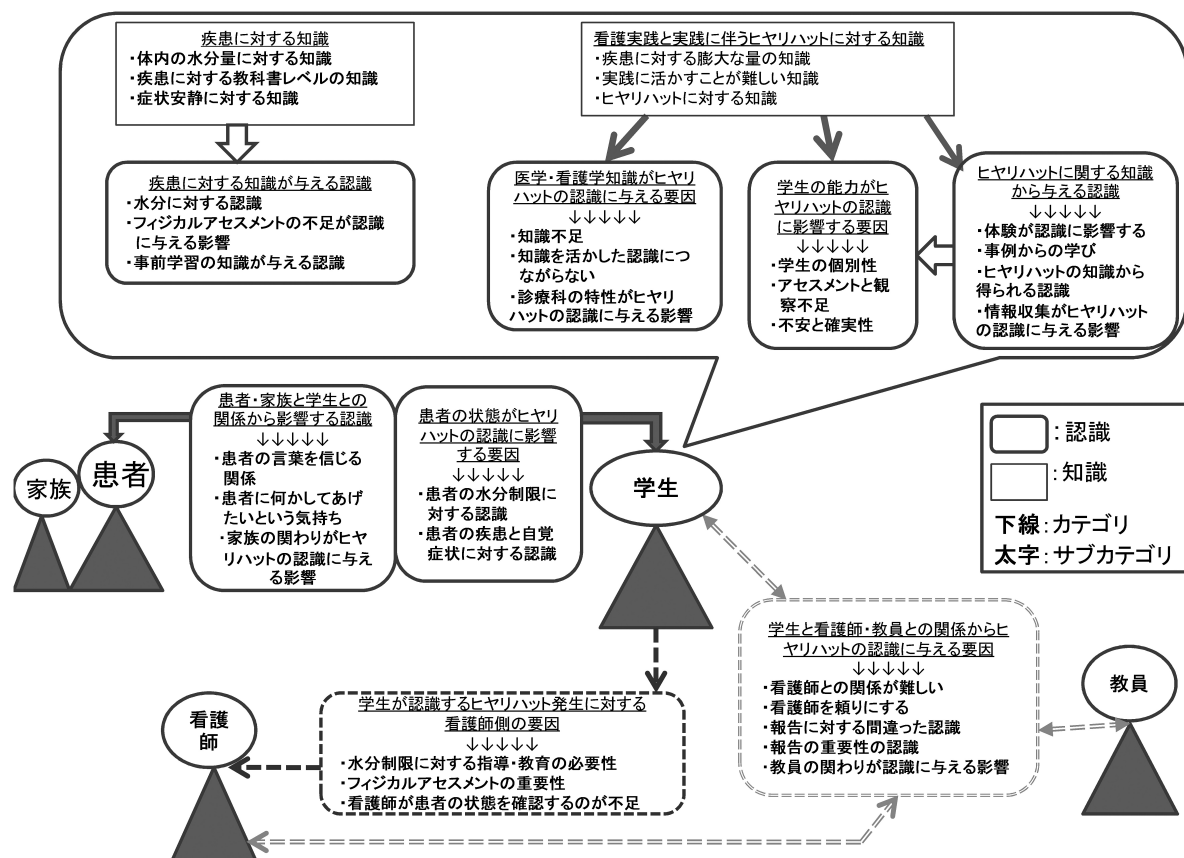 疾患に対する知識
・体内の水分量に対する知識
・疾患に対する教科書レベルの知識
・症状安静に対する知識
看護実践と実践に伴うヒヤリハットに対する知識
・疾患に対する膨大な量の知識
・実践に活かすことが難しい知識
・ヒヤリハットに対する知識
疾患に対する知識が与える認識
・水分に対する認識
・フィジカルアセスメントの不足が認識
に与える影響
・事前学習の知識が与える認識
医学・看護学知識がヒヤリ
ハットの認識に与える要因
↓↓↓↓↓
・知識不足
・知識を活かした認識につ
ながらない
・診療科の特性がヒヤリ
ハットの認識に与える影響
学生の能力がヒ
ヤリハットの認識
に影響する要因
↓↓↓↓↓
・学生の個別性
・アセスメントと観
察不足
・不安と確実性
ヒヤリハットに関する知識
から与える認識
↓↓↓↓↓
・体験が認識に影響する
・事例からの学び
・ヒヤリハットの知識から
得られる認識
・情報収集がヒヤリハット
の認識に与える影響
家族
患者
患者・家族と学生との
関係から影響する認識
↓↓↓↓↓
・患者の言葉を信じる
関係
・患者に何かしてあげ
たいという気持ち
・家族の関わりがヒヤ
リハットの認識に与え
る影響
患者の状態がヒヤリ
ハットの認識に影響
する要因
↓↓↓↓↓
・患者の水分制限に
対する認識
・患者の疾患と自覚
症状に対する認識
学生
：認識
：知識
下線：カテゴリ
太字：サブカテゴリ
学生と看護師・教員との関係からヒ
ヤリハットの認識に与える要因
↓↓↓↓↓
・看護師との関係が難しい
・看護師を頼りにする
・報告に対する間違った認識
・報告の重要性の認識
・教員の関わりが認識に与える影響
教員
看護
師
学生が認識するヒヤリハット発生に対する
看護師側の要因
↓↓↓↓↓
・水分制限に対する指導・教育の必要性
・フィジカルアセスメントの重要性
・看護師が患者の状態を確認するのが不足